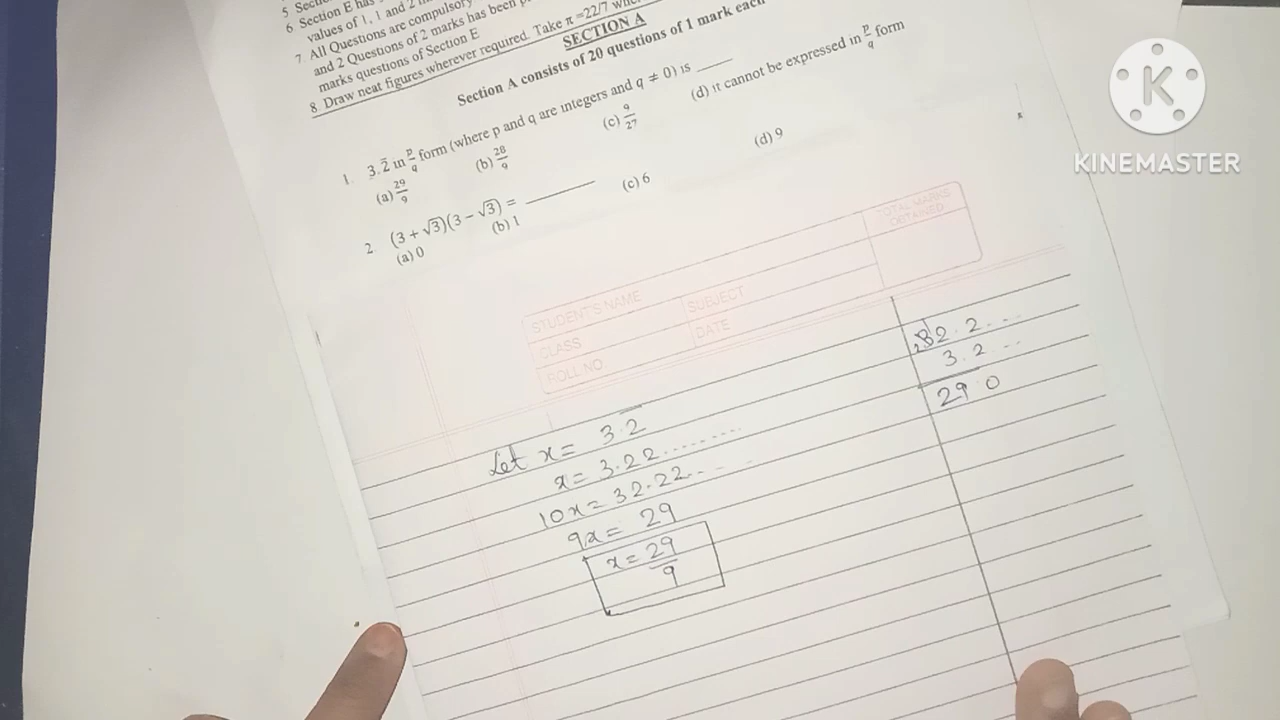 5 Section
6 Section E has
values of 1, 1 and 2
7. All Questions are compulsory
and 2 Questions of 2 marks has been
marks questions of Section E
8 Draw neat figures wherever required. Take π =22/7
SECTION A
Section A consists of 20 questions of 1 mark each
1. 3.2̅ in p/q form (where p and q are integers and q ≠ 0) is ____
(a) 29/9 (b) 28/9 (c) 9/27 (d) it cannot be expressed in p/q form
2 (3 + √3)(3 − √3) = ________
(a) 0 (b) 1 (c) 6 (d) 9
KINEMASTER
STUDENT'S NAME
SUBJECT
TOTAL MARKS
OBTAINED
CLASS
DATE
ROLL NO.
Let x = 3.2̅
x = 3.22........
10x = 32.22....
9x = 29
x = 29/9
32.2...
3.2..
29 0